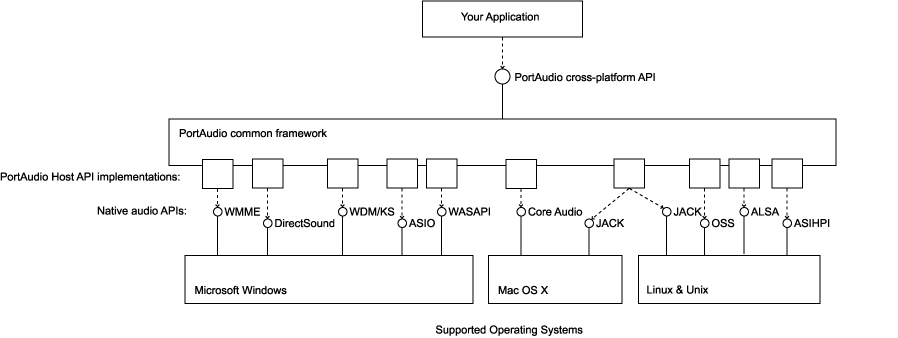 Your Application
PortAudio cross-platform API
PortAudio common framework
PortAudio Host API implementations:
Native audio APIs:
WMME
DirectSound
WDM/KS
ASIO
WASAPI
Core Audio
JACK
JACK
OSS
ALSA
ASIHPI
Microsoft Windows
Mac OS X
Linux & Unix
Supported Operating Systems